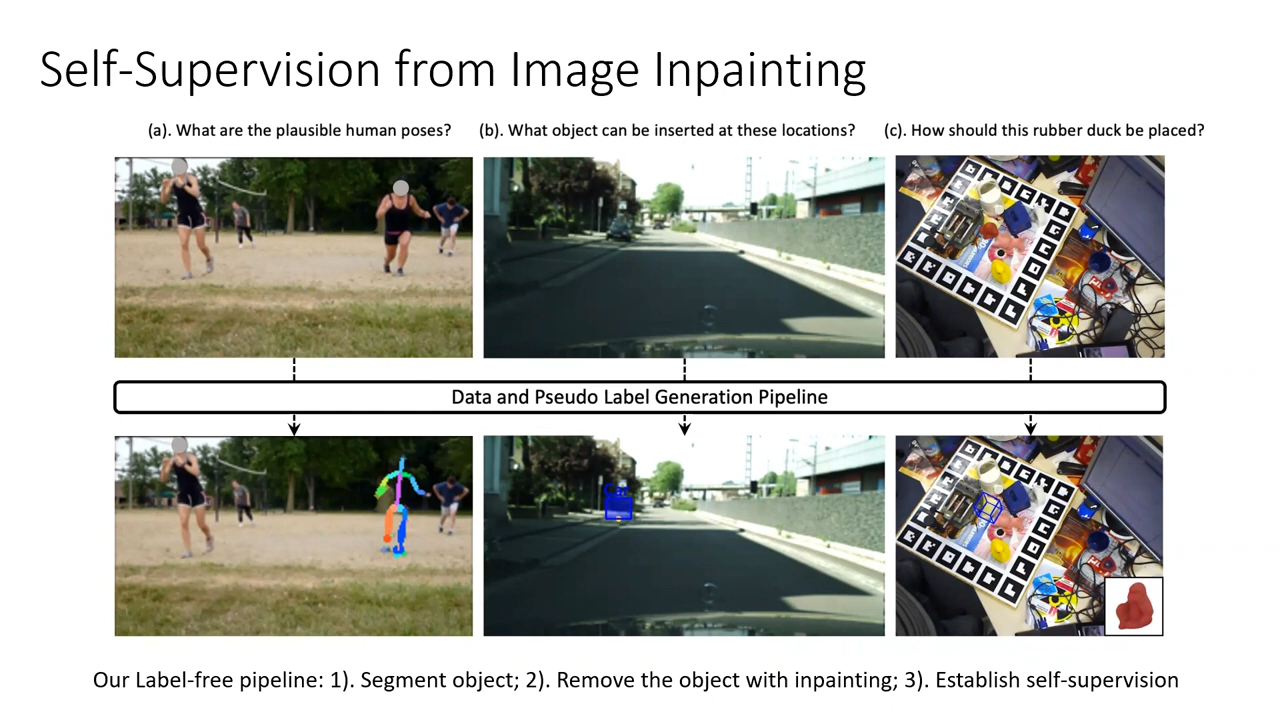 Self-Supervision from Image Inpainting
(a). What are the plausible human poses?
(b). What object can be inserted at these locations?
(c). How should this rubber duck be placed?
Data and Pseudo Label Generation Pipeline
Car
Our Label-free pipeline: 1). Segment object; 2). Remove the object with inpainting; 3). Establish self-supervision